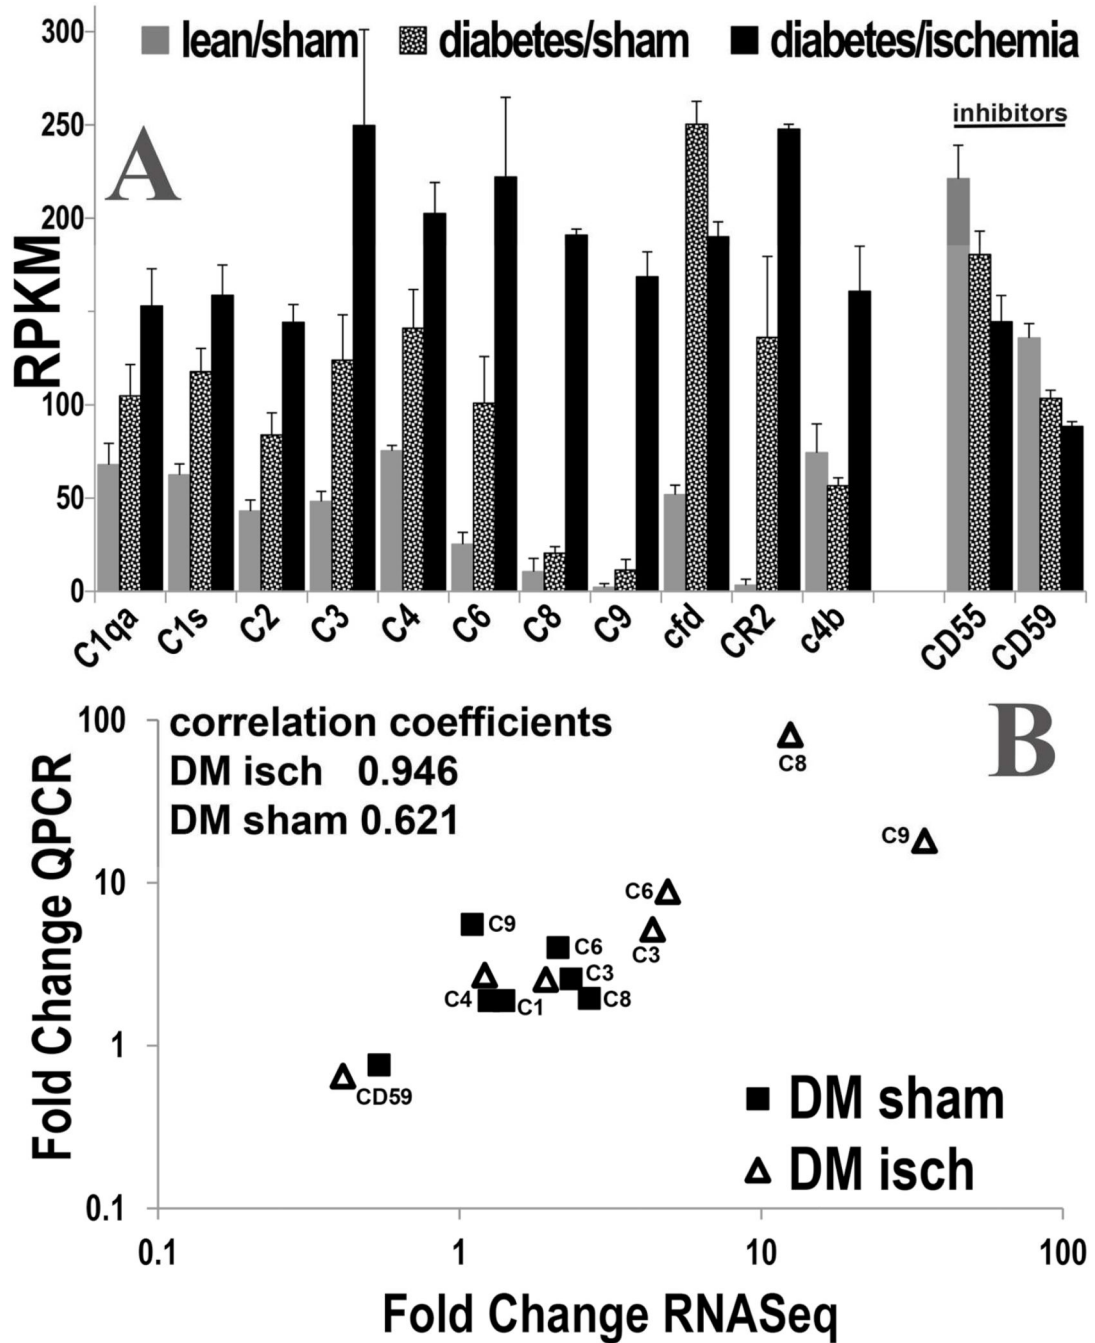 300
lean/sham diabetes/sham diabetes/ischemia
250
inhibitors
A
200
RPKM
100
50
0
C1qa C1s C2 C3 C4 C6 C8 C9 cfd CR2 c4b CD55 CD59
B
100
correlation coefficients
DM isch 0.946
DM sham 0.621
C8
C9
Fold Change QPCR
10
C6
C9
C6
C3
C3
C4
C1
C8
1
CD59
DM sham
DM isch
0.1
0.1 1 10 100
Fold Change RNASeq